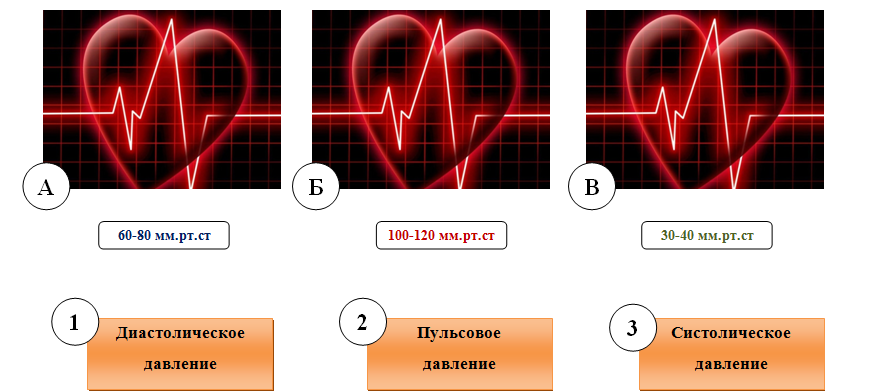 А
Б
В
60-80 мм.рт.ст
100-120 мм.рт.ст
30-40 мм.рт.ст
1
Диастолическое
давление
2
Пульсовое
давление
3
Систолическое
давление